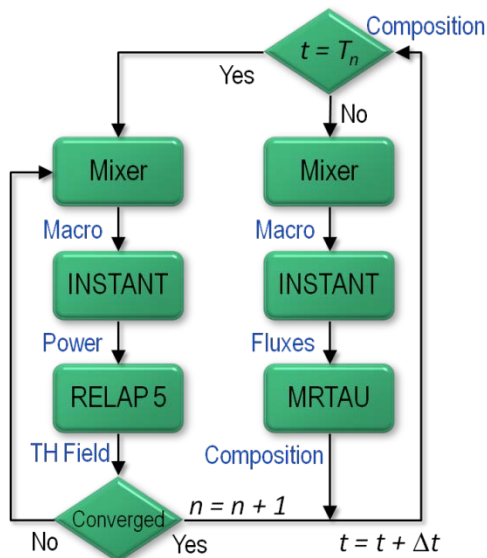 Composition
t = Tn
Yes
No
Mixer
Mixer
Macro
Macro
INSTANT
INSTANT
Power
Fluxes
RELAP 5
MRTAU
TH Field
Composition
n = n + 1
Converged
No
Yes
t = t + Δt